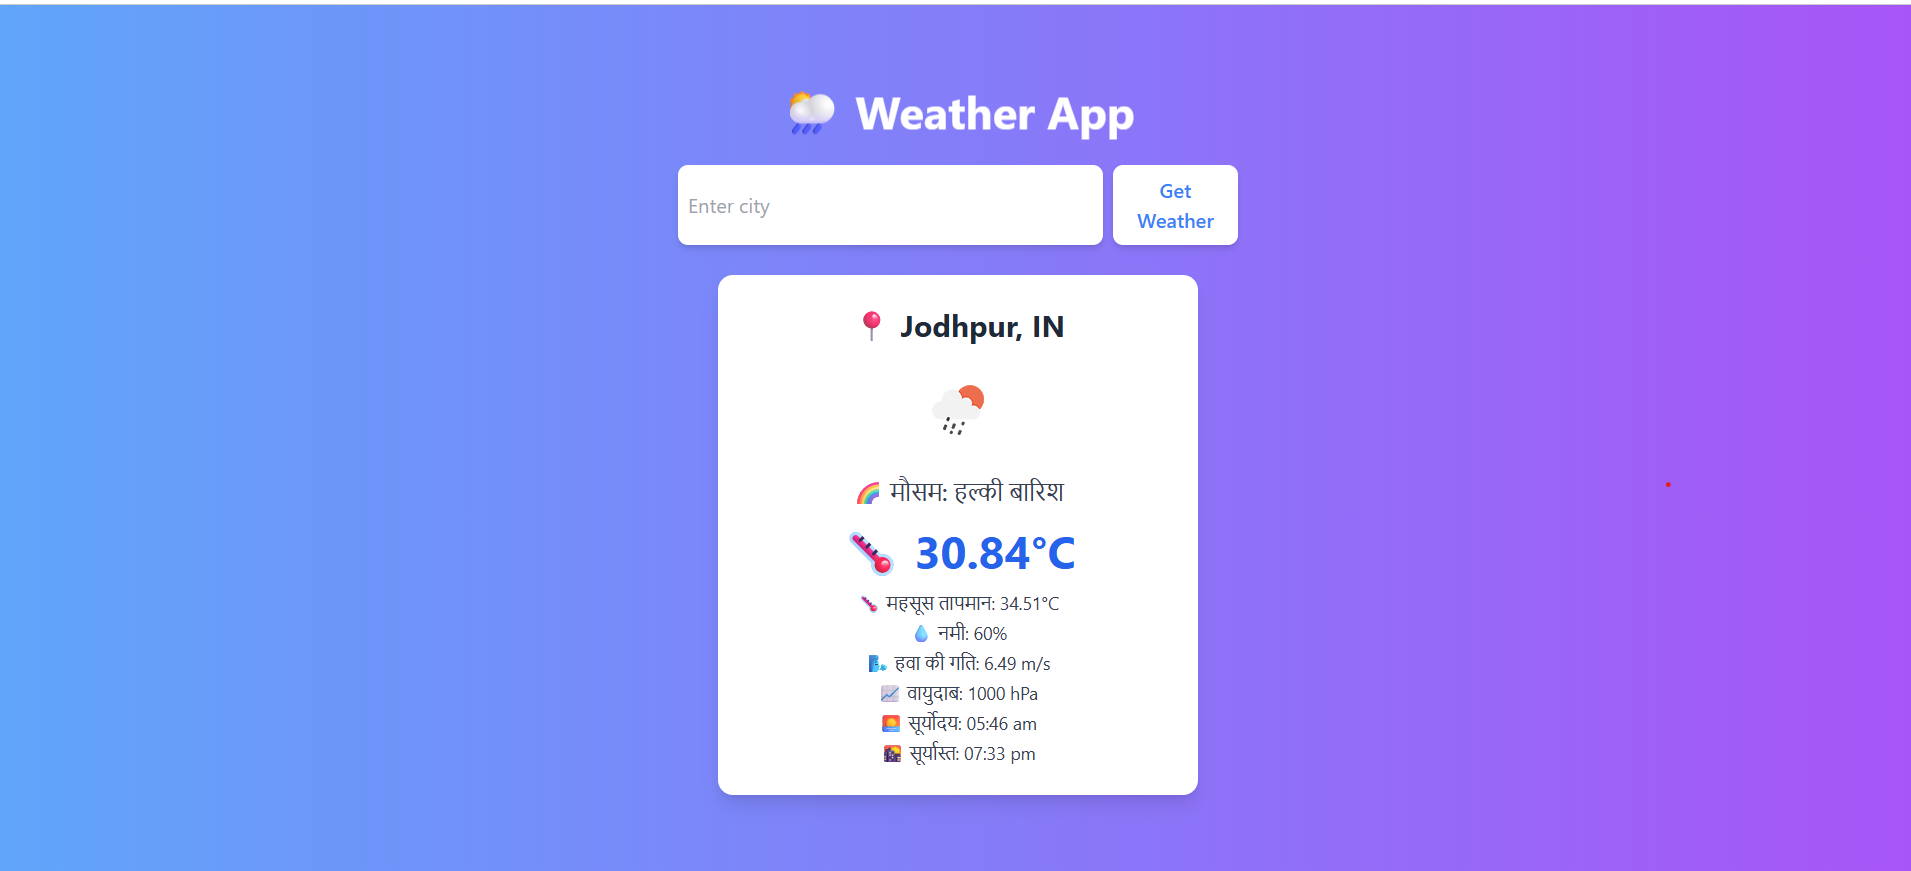 Weather App
Enter city
Get
Weather
Jodhpur, IN
मौसम: हल्की बारिश
30.84°C
महसूस तापमान: 34.51°C
नमी: 60%
हवा की गति: 6.49 m/s
वायुदाब: 1000 hPa
सूर्योदय: 05:46 am
सूर्यास्त: 07:33 pm